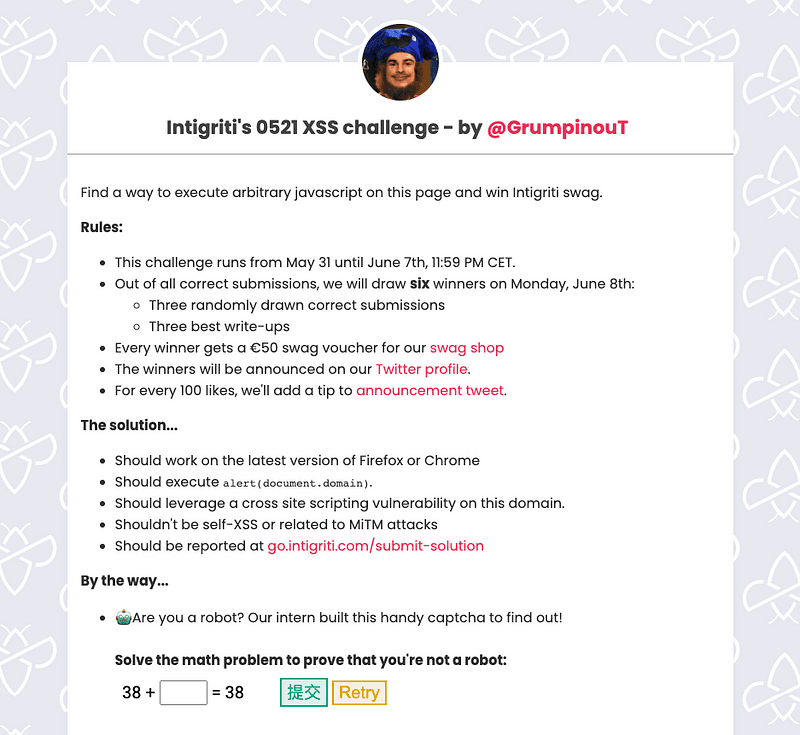 Intigriti's 0521 XSS challenge - by @GrumpinouT
Find a way to execute arbitrary javascript on this page and win Intigriti swag.
Rules:
This challenge runs from May 31 until June 7th, 11:59 PM CET.
Out of all correct submissions, we will draw six winners on Monday, June 8th:
Three randomly drawn correct submissions
Three best write-ups
Every winner gets a €50 swag voucher for our swag shop
The winners will be announced on our Twitter profile.
For every 100 likes, we'll add a tip to announcement tweet.
The solution...
Should work on the latest version of Firefox or Chrome
Should execute alert(document.domain).
Should leverage a cross site scripting vulnerability on this domain.
Shouldn't be self-XSS or related to MiTM attacks
Should be reported at go.intigriti.com/submit-solution
By the way...
🤖Are you a robot? Our intern built this handy captcha to find out!
Solve the math problem to prove that you're not a robot:
38 + = 38 提交 Retry